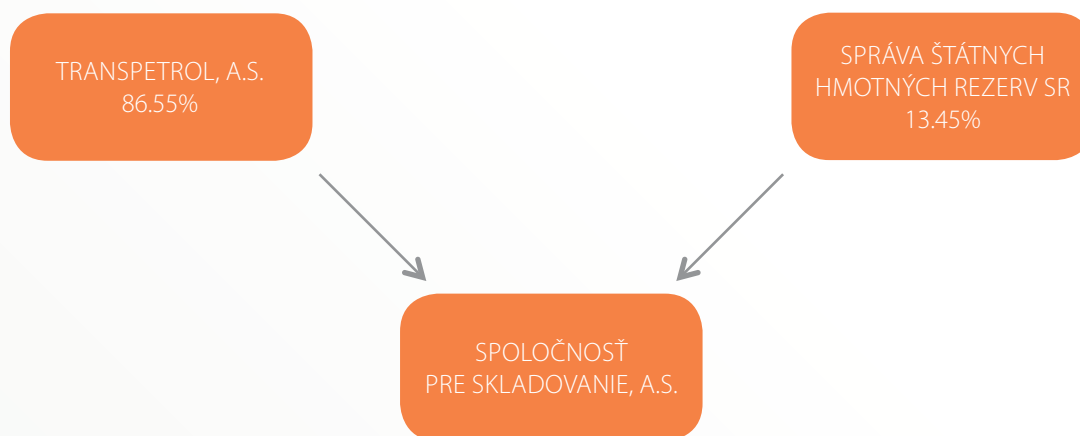 TRANSPETROL, A.S.
86.55%
SPRÁVA ŠTÁTNYCH
HMOTNÝCH REZERV SR
13.45%
SPOLOČNOSŤ
PRE SKLADOVANIE, A.S.